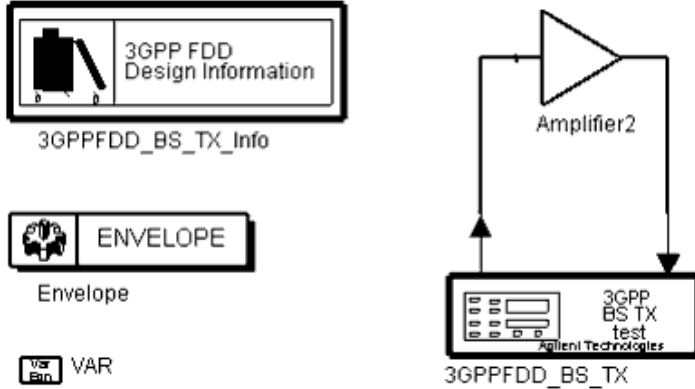 3GPP FDD
Design Information
3GPPFDD_BS_TX_Info
ENVELOPE
Envelope
Var
Eqn
VAR
Amplifier2
3GPP
BS TX
test
Agilent Technologies
3GPPFDD_BS_TX